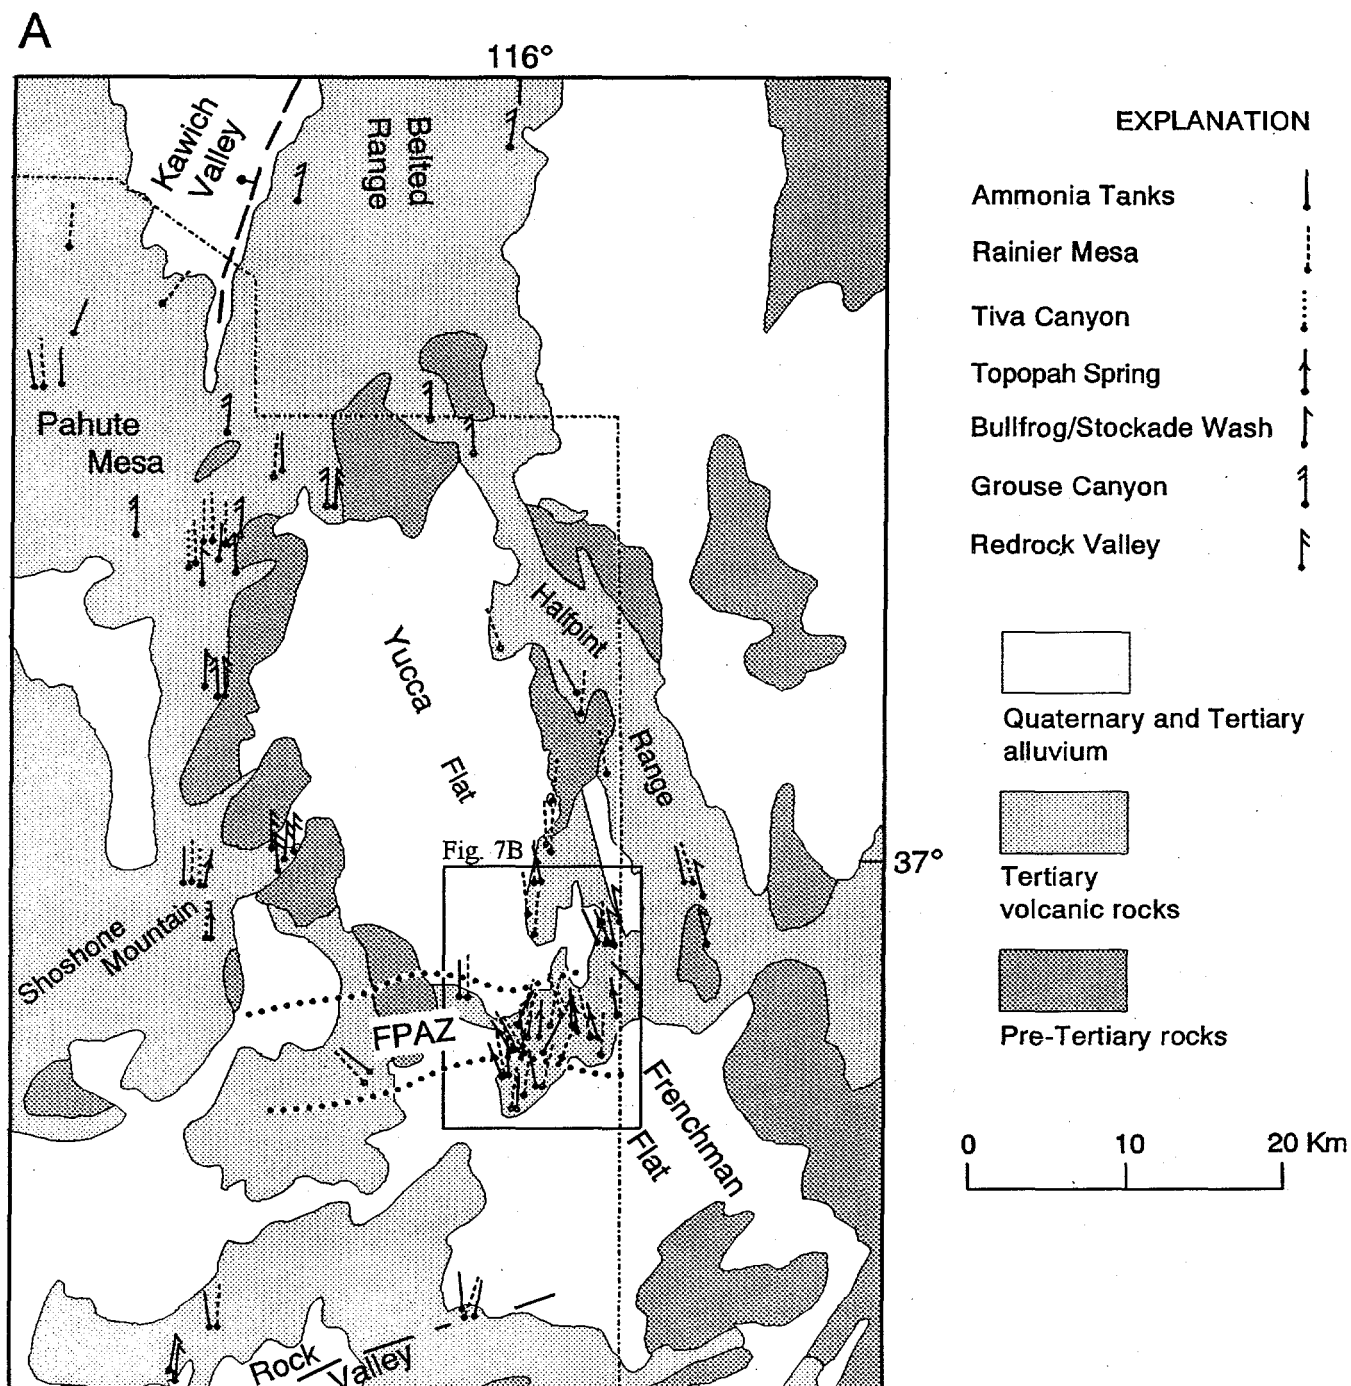 A
116°
Kawich
Valley
Belted
Range
Pahute
Mesa
Halfpint
Range
Yucca
Flat
Fig. 7B
37°
Shoshone
Mountain
FPAZ
Frenchman
Flat
Rock
Valley
EXPLANATION
Ammonia Tanks
Rainier Mesa
Tiva Canyon
Topopah Spring
Bullfrog/Stockade Wash
Grouse Canyon
Redrock Valley
Quaternary and Tertiary
alluvium
Tertiary
volcanic rocks
Pre-Tertiary rocks
0 10 20 Km